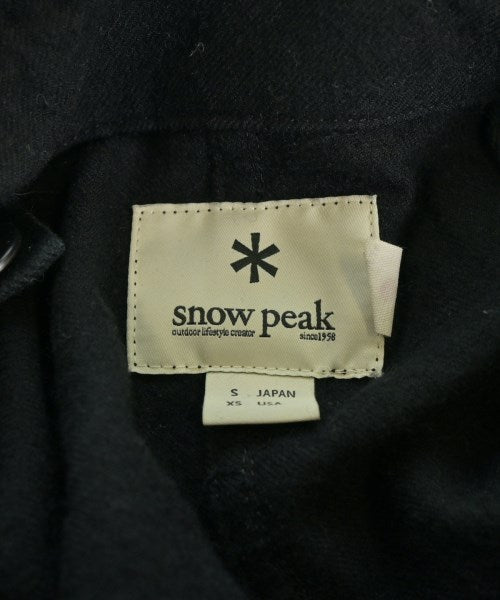 snow peak
outdoor lifestyle creator since1958
S JAPAN
XS USA